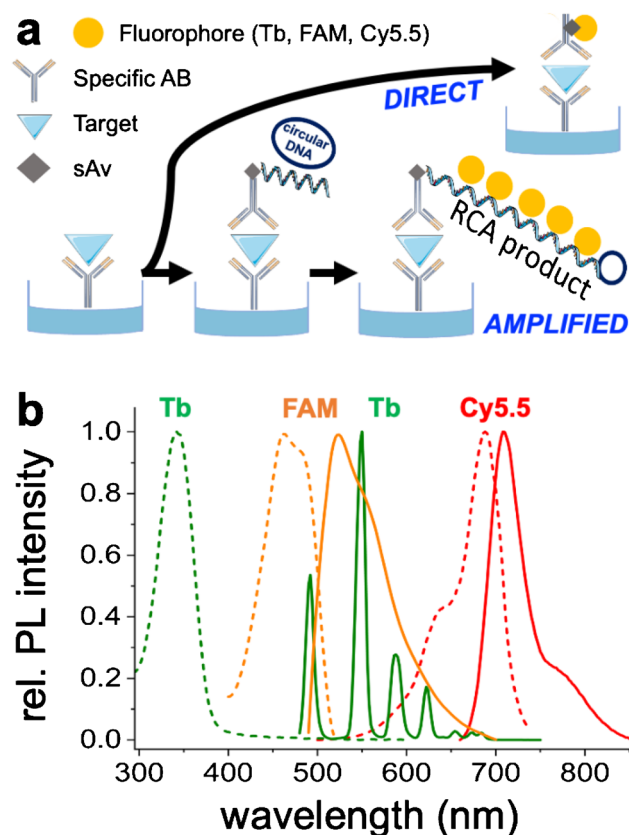 a
Fluorophore (Tb, FAM, Cy5.5)
Specific AB
Target
sAv
DIRECT
circular
DNA
RCA product
AMPLIFIED
b
Tb FAM Tb Cy5.5
1.0
0.8
0.6
0.4
0.2
0.0
rel. PL intensity
300 400 500 600 700 800
wavelength (nm)